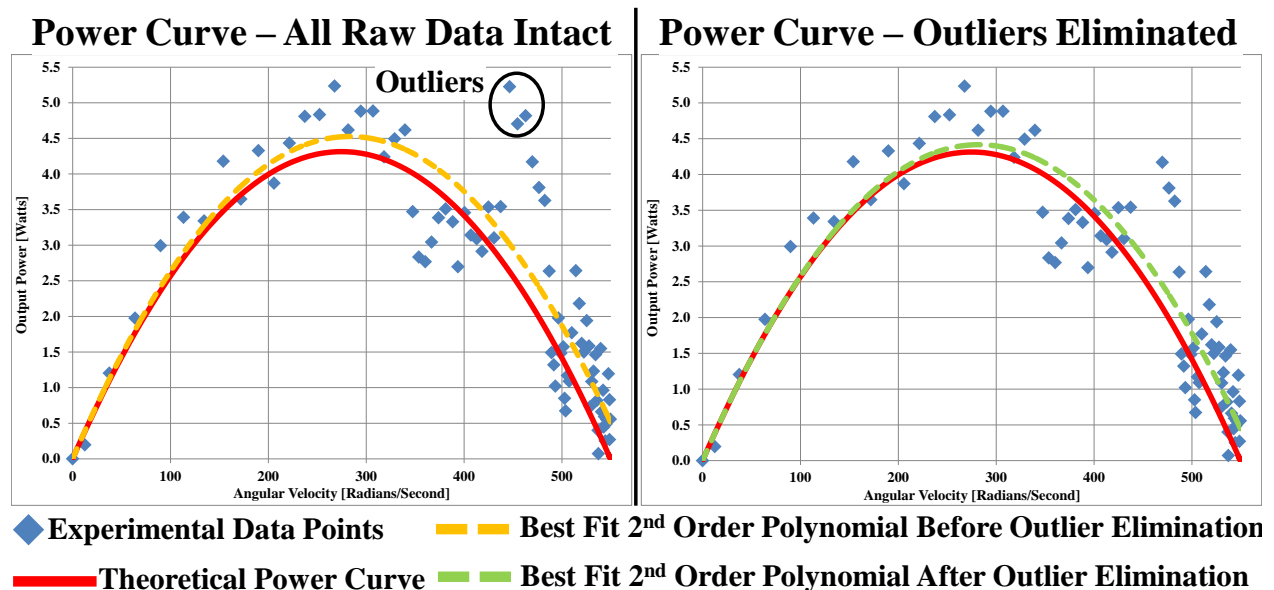 Power Curve – All Raw Data Intact
Power Curve – Outliers Eliminated
Outliers
Output Power [Watts]
5.5
5.0
4.5
4.0
3.5
3.0
2.5
2.0
1.5
1.0
0.5
0.0
0 100 200 300 400 500
Angular Velocity [Radians/Second]
Output Power [Watts]
5.5
5.0
4.5
4.0
3.5
3.0
2.5
2.0
1.5
1.0
0.5
0.0
0 100 200 300 400 500
Angular Velocity [Radians/Second]
Experimental Data Points
Best Fit 2nd Order Polynomial Before Outlier Elimination
Theoretical Power Curve
Best Fit 2nd Order Polynomial After Outlier Elimination